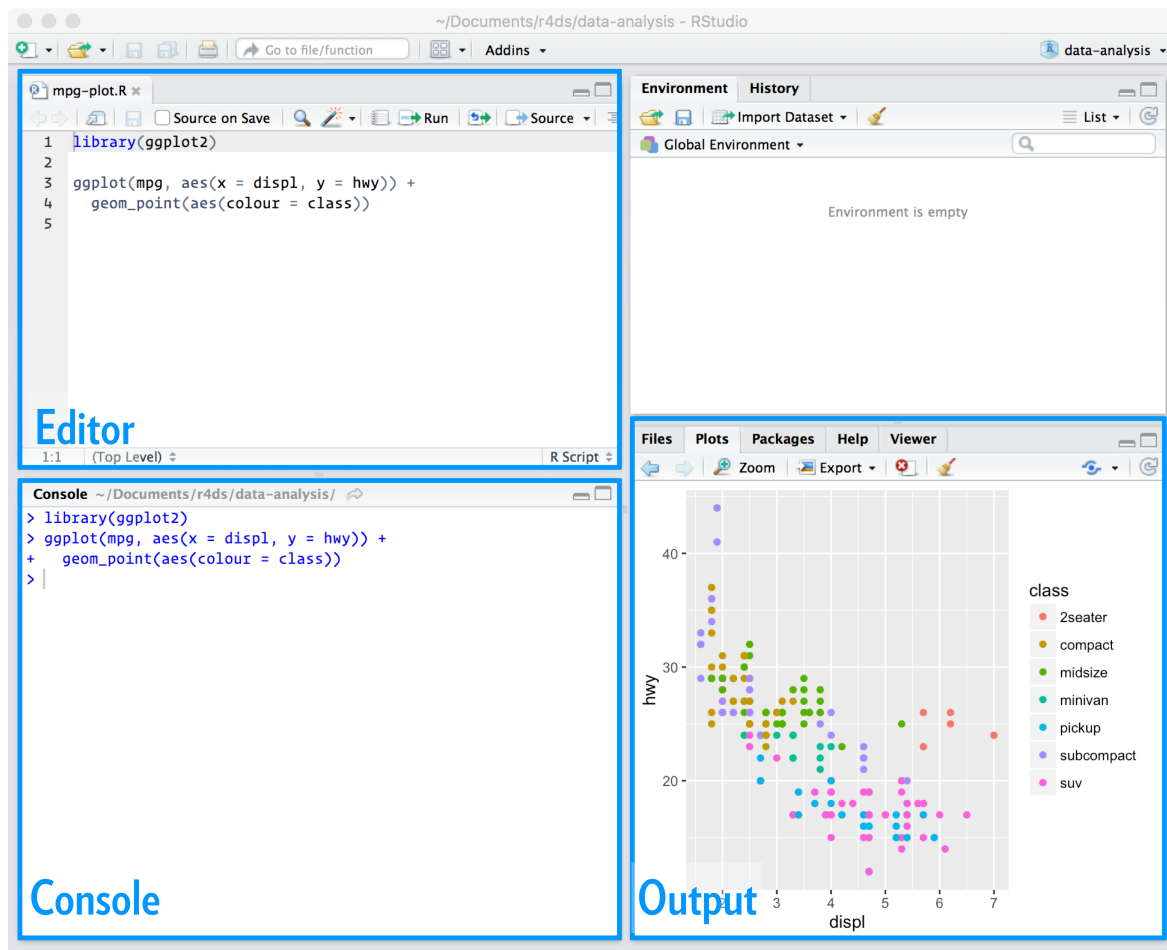 ~/Documents/r4ds/data-analysis - RStudio
Go to file/function
Addins
data-analysis
mpg-plot.R
Source on Save
Run
Source
1 library(ggplot2)
2
3 ggplot(mpg, aes(x = displ, y = hwy)) +
4   geom_point(aes(colour = class))
5
Editor
1:1 (Top Level) R Script
Console ~/Documents/r4ds/data-analysis/
> library(ggplot2)
> ggplot(mpg, aes(x = displ, y = hwy)) +
+   geom_point(aes(colour = class))
>
Console
Environment History
Import Dataset List
Global Environment
Environment is empty
Files Plots Packages Help Viewer
Zoom Export
40
30
20
hwy
2 3 4 5 6 7
displ
class
2seater
compact
midsize
minivan
pickup
subcompact
suv
Output